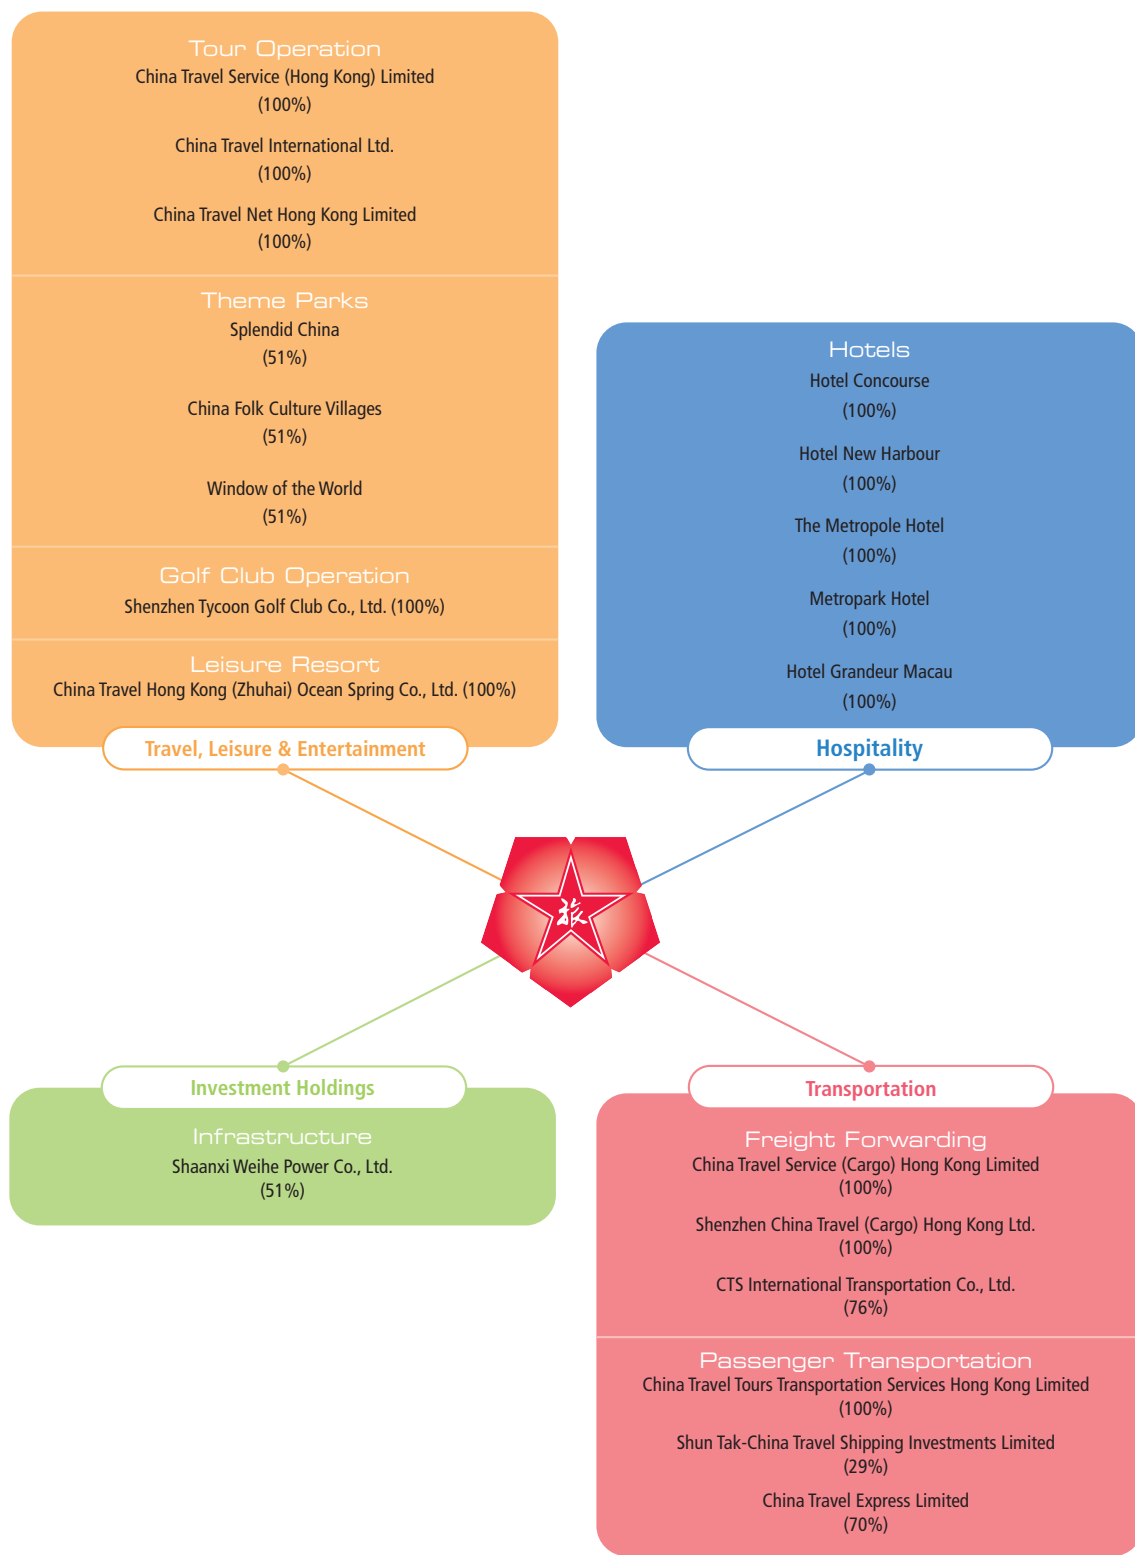 Tour Operation
China Travel Service (Hong Kong) Limited
(100%)
China Travel International Ltd.
(100%)
China Travel Net Hong Kong Limited
(100%)
Theme Parks
Splendid China
(51%)
China Folk Culture Villages
(51%)
Window of the World
(51%)
Golf Club Operation
Shenzhen Tycoon Golf Club Co., Ltd. (100%)
Leisure Resort
China Travel Hong Kong (Zhuhai) Ocean Spring Co., Ltd. (100%)
Travel, Leisure & Entertainment
Hotels
Hotel Concourse
(100%)
Hotel New Harbour
(100%)
The Metropole Hotel
(100%)
Metropark Hotel
(100%)
Hotel Grandeur Macau
(100%)
Hospitality
旅
Investment Holdings
Infrastructure
Shaanxi Weihe Power Co., Ltd.
(51%)
Transportation
Freight Forwarding
China Travel Service (Cargo) Hong Kong Limited
(100%)
Shenzhen China Travel (Cargo) Hong Kong Ltd.
(100%)
CTS International Transportation Co., Ltd.
(76%)
Passenger Transportation
China Travel Tours Transportation Services Hong Kong Limited
(100%)
Shun Tak-China Travel Shipping Investments Limited
(29%)
China Travel Express Limited
(70%)